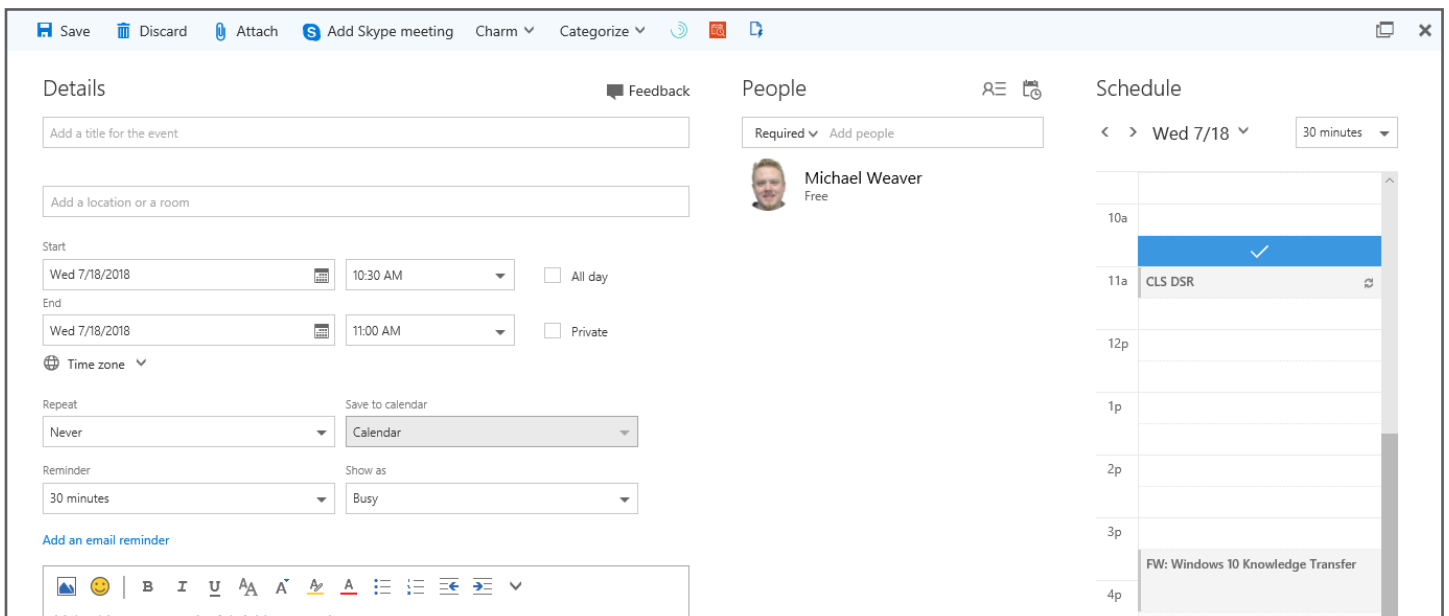 Save Discard Attach Add Skype meeting Charm Categorize
Details
Feedback
Add a title for the event
Add a location or a room
Start
Wed 7/18/2018 10:30 AM All day
End
Wed 7/18/2018 11:00 AM Private
Time zone
Repeat Save to calendar
Never Calendar
Reminder Show as
30 minutes Busy
Add an email reminder
B I U AA A A
People
Required Add people
Michael Weaver
Free
Schedule
Wed 7/18 30 minutes
10a
11a CLS DSR
12p
1p
2p
3p
FW: Windows 10 Knowledge Transfer
4p